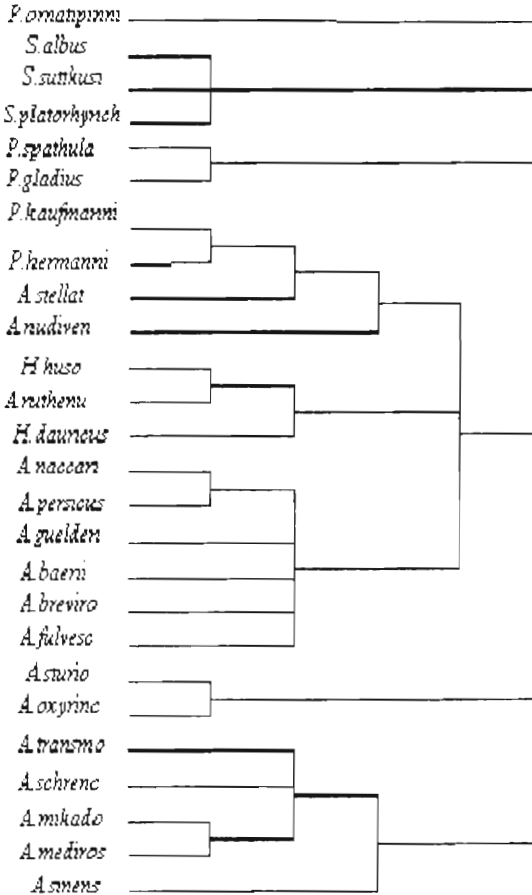 P.ornatipinni
S.albus
S.suttkusi
S.platorhynch
P.spathula
P.gladius
P.kaufmanni
P.hermanni
A.stellat
A.nudiven
H.huso
A.ruthenu
H.dauricus
A.naccari
A.persicus
A.guelden
A.baerii
A.breviro
A.fulvesc
A.sturio
A.oxyrinc
A.transmo
A.schrenc
A.mikado
A.mediros
A.sinens